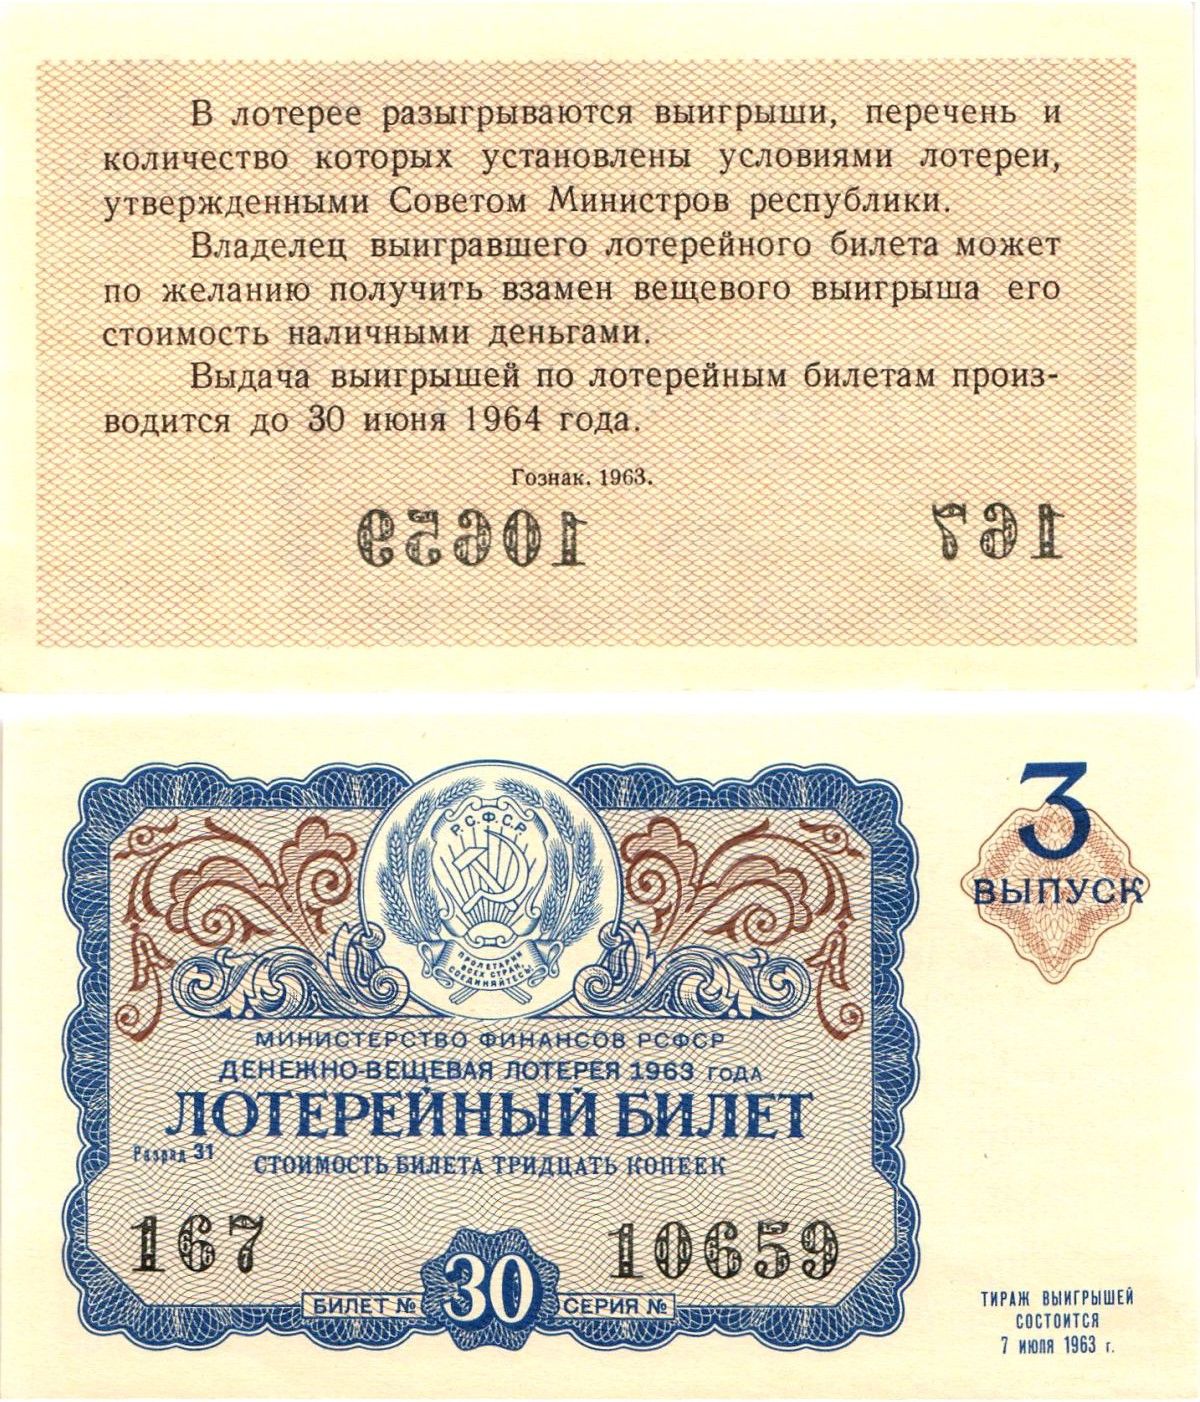 В лотерее разыгрываются выигрыши, перечень и
количество которых установлены условиями лотереи,
утвержденными Советом Министров республики.
Владелец выигравшего лотерейного билета может
по желанию получить взамен вещевого выигрыша его
стоимость наличными деньгами.
Выдача выигрышей по лотерейным билетам произ-
водится до 30 июня 1964 года.
Гознак. 1963.
10659 167
3
ВЫПУСК
Р.С.Ф.С.Р.
ПРОЛЕТАРИИ
ВСЕХ СТРАН,
СОЕДИНЯЙТЕСЬ!
МИНИСТЕРСТВО ФИНАНСОВ РСФСР
ДЕНЕЖНО-ВЕЩЕВАЯ ЛОТЕРЕЯ 1963 ГОДА
ЛОТЕРЕЙНЫЙ БИЛЕТ
Разряд 31
СТОИМОСТЬ БИЛЕТА ТРИДЦАТЬ КОПЕЕК
167 10659
БИЛЕТ № 30 СЕРИЯ №
ТИРАЖ ВЫИГРЫШЕЙ
СОСТОИТСЯ
7 ИЮЛЯ 1963 г.